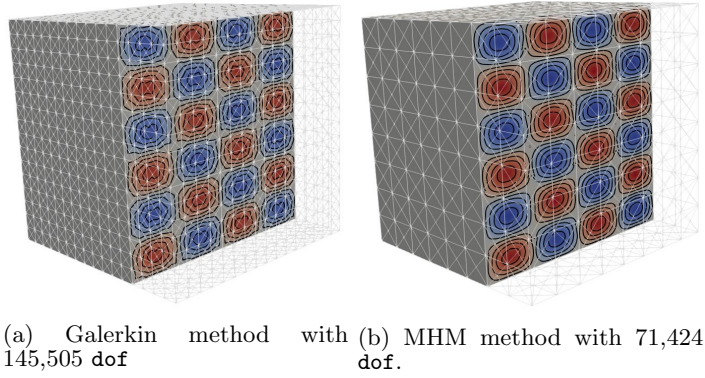 (a) Galerkin method with
145,505 dof
(b) MHM method with 71,424
dof.